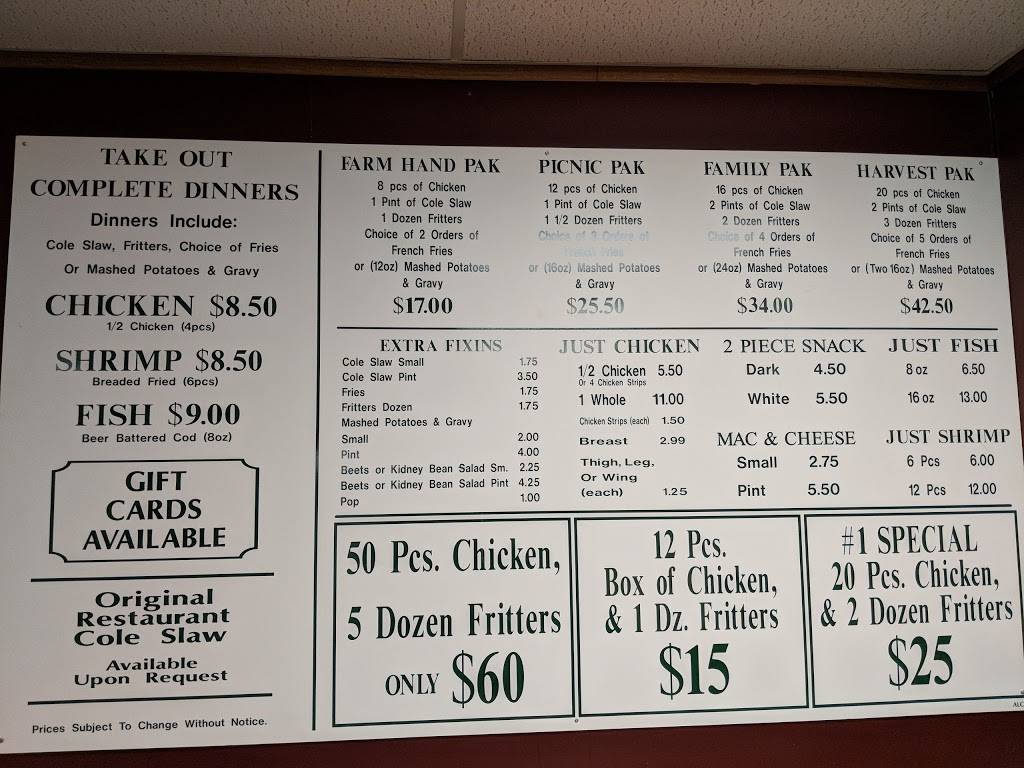 TAKE OUT
COMPLETE DINNERS
Dinners Include:
Cole Slaw, Fritters, Choice of Fries
Or Mashed Potatoes & Gravy
CHICKEN $8.50
1/2 Chicken (4pcs)
SHRIMP $8.50
Breaded Fried (6pcs)
FISH $9.00
Beer Battered Cod (8oz)
GIFT
CARDS
AVAILABLE
Original
Restaurant
Cole Slaw
Available
Upon Request
Prices Subject To Change Without Notice.
FARM HAND PAK
8 pcs of Chicken
1 Pint of Cole Slaw
1 Dozen Fritters
Choice of 2 Orders of
French Fries
or (12oz) Mashed Potatoes
& Gravy
$17.00
PICNIC PAK
12 pcs of Chicken
1 Pint of Cole Slaw
1 1/2 Dozen Fritters
Choice of 3 Orders of
French Fries
or (16oz) Mashed Potatoes
& Gravy
$25.50
FAMILY PAK
16 pcs of Chicken
2 Pints of Cole Slaw
2 Dozen Fritters
Choice of 4 Orders of
French Fries
or (24oz) Mashed Potatoes
& Gravy
$34.00
HARVEST PAK
20 pcs of Chicken
2 Pints of Cole Slaw
3 Dozen Fritters
Choice of 5 Orders of
French Fries
or (Two 16oz) Mashed Potatoes
& Gravy
$42.50
EXTRA FIXINS
Cole Slaw Small 1.75
Cole Slaw Pint 3.50
Fries 1.75
Fritters Dozen 1.75
Mashed Potatoes & Gravy
Small 2.00
Pint 4.00
Beets or Kidney Bean Salad Sm. 2.25
Beets or Kidney Bean Salad Pint 4.25
Pop 1.00
JUST CHICKEN
1/2 Chicken 5.50
Or 4 Chicken Strips
1 Whole 11.00
Chicken Strips (each) 1.50
Breast 2.99
Thigh, Leg,
Or Wing
(each) 1.25
2 PIECE SNACK
Dark 4.50
White 5.50
MAC & CHEESE
Small 2.75
Pint 5.50
JUST FISH
8 oz 6.50
16 oz 13.00
JUST SHRIMP
6 Pcs 6.00
12 Pcs 12.00
50 Pcs. Chicken,
5 Dozen Fritters
ONLY $60
12 Pcs.
Box of Chicken,
& 1 Dz. Fritters
$15
#1 SPECIAL
20 Pcs. Chicken,
& 2 Dozen Fritters
$25